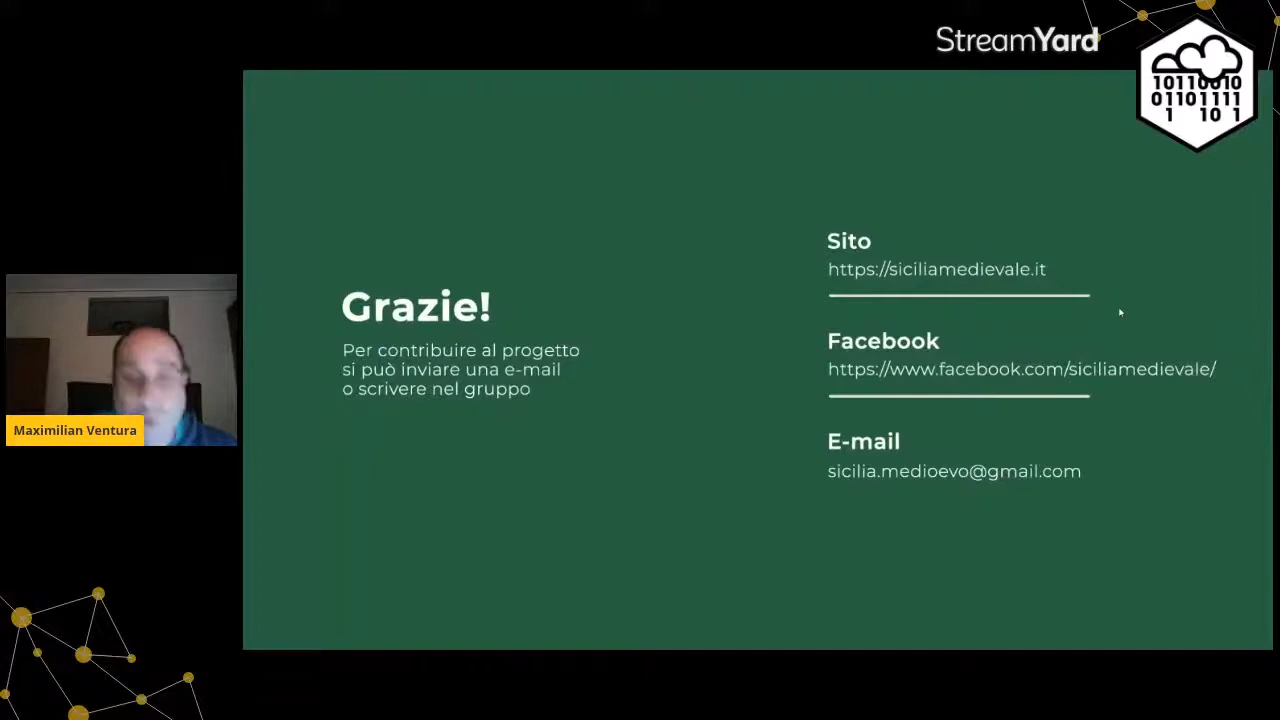 StreamYard
10110010
01101111
1 10 1
Grazie!
Per contribuire al progetto
si può inviare una e-mail
o scrivere nel gruppo
Sito
https://siciliamedievale.it
Facebook
https://www.facebook.com/siciliamedievale/
E-mail
sicilia.medioevo@gmail.com
Maximilian Ventura